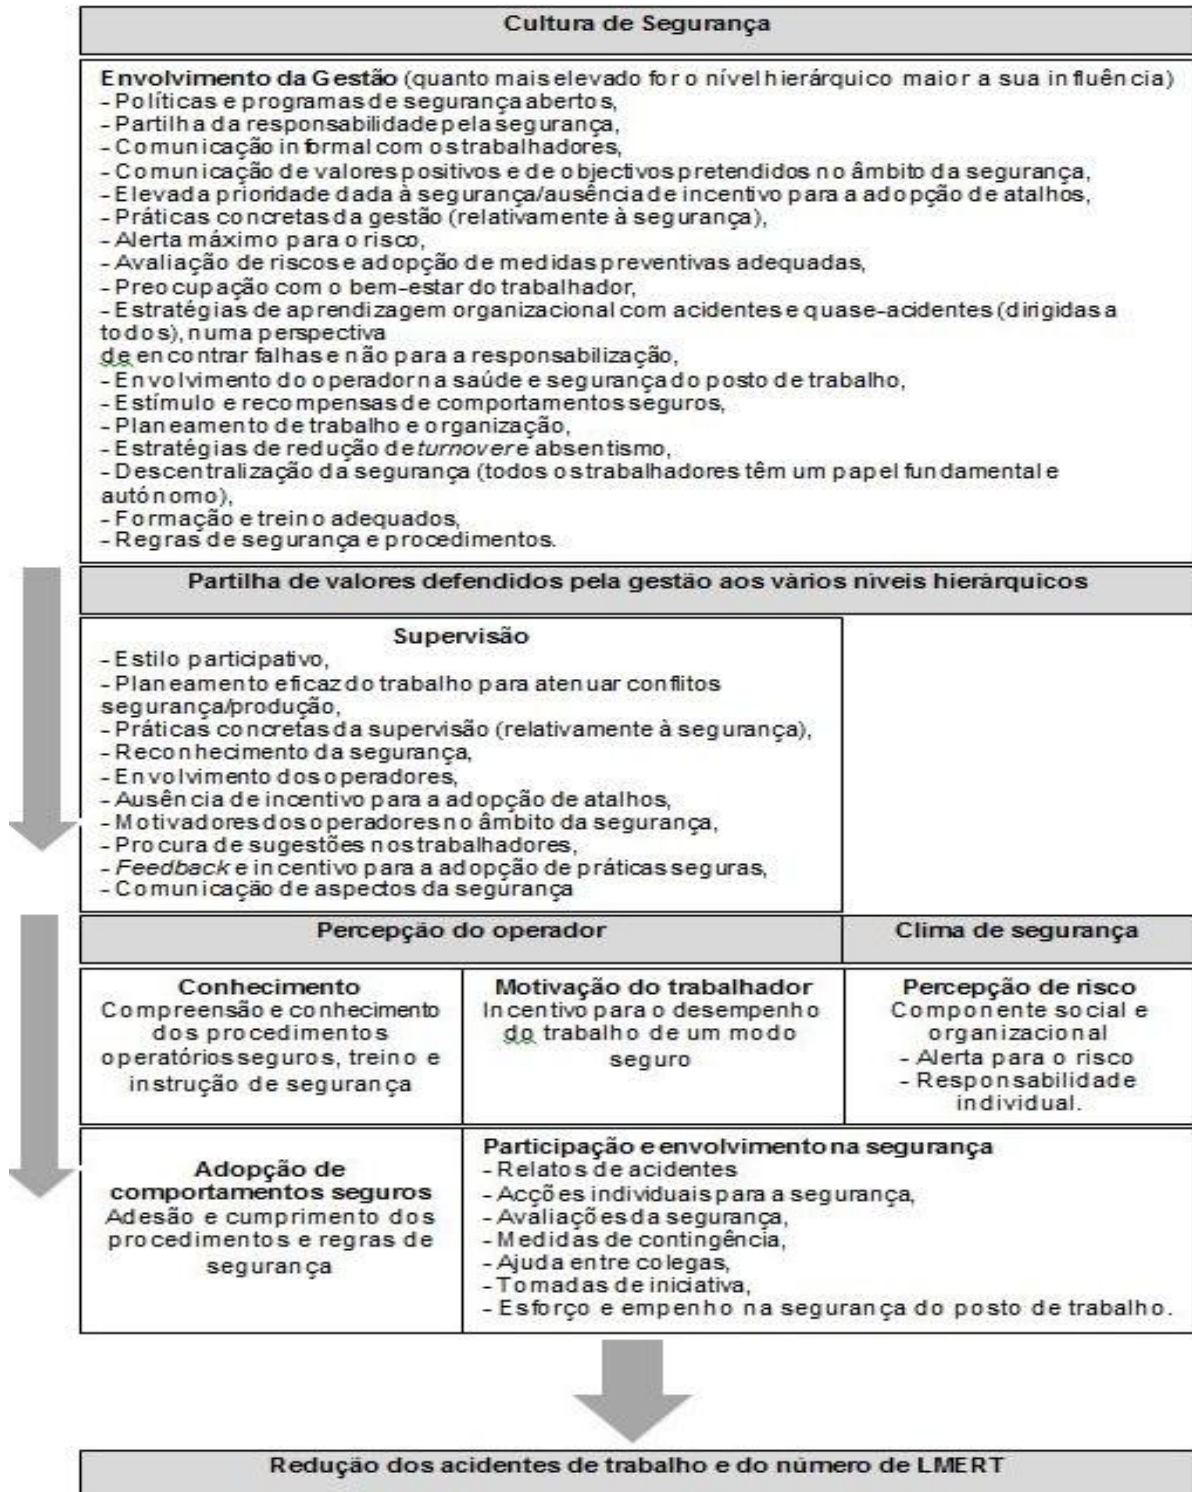 Cultura de Segurança
Envolvimento da Gestão (quanto mais elevado for o nível hierárquico maior a sua influência)
- Políticas e programas de segurança abertos,
- Partilha da responsabilidade pela segurança,
- Comunicação informal com os trabalhadores,
- Comunicação de valores positivos e de objectivos pretendidos no âmbito da segurança,
- Elevada prioridade dada à segurança/ausência de incentivo para a adopção de atalhos,
- Práticas concretas da gestão (relativamente à segurança),
- Alerta máximo para o risco,
- Avaliação de riscos e adopção de medidas preventivas adequadas,
- Preocupação com o bem-estar do trabalhador,
- Estratégias de aprendizagem organizacional com acidentes e quase-acidentes (dirigidas a
todos), numa perspectiva
de encontrar falhas e não para a responsabilização,
- Envolvimento do operador na saúde e segurança do posto de trabalho,
- Estímulo e recompensas de comportamentos seguros,
- Planeamento de trabalho e organização,
- Estratégias de redução de turnover e absentismo,
- Descentralização da segurança (todos os trabalhadores têm um papel fundamental e
autónomo),
- Formação e treino adequados,
- Regras de segurança e procedimentos.
Partilha de valores defendidos pela gestão aos vários níveis hierárquicos
Supervisão
- Estilo participativo,
- Planeamento eficaz do trabalho para atenuar conflitos
segurança/produção,
- Práticas concretas da supervisão (relativamente à segurança),
- Reconhecimento da segurança,
- Envolvimento dos operadores,
- Ausência de incentivo para a adopção de atalhos,
- Motivadores dos operadores no âmbito da segurança,
- Procura de sugestões nos trabalhadores,
- Feedback e incentivo para a adopção de práticas seguras,
- Comunicação de aspectos da segurança
Percepção do operador
Clima de segurança
Conhecimento
Compreensão e conhecimento
dos procedimentos
operatórios seguros, treino e
instrução de segurança
Motivação do trabalhador
Incentivo para o desempenho
do trabalho de um modo
seguro
Percepção de risco
Componente social e
organizacional
- Alerta para o risco
- Responsabilidade
individual.
Adopção de
comportamentos seguros
Adesão e cumprimento dos
procedimentos e regras de
segurança
Participação e envolvimento na segurança
- Relatos de acidentes
- Acções individuais para a segurança,
- Avaliações da segurança,
- Medidas de contingência,
- Ajuda entre colegas,
- Tomadas de iniciativa,
- Esforço e empenho na segurança do posto de trabalho.
Redução dos acidentes de trabalho e do número de LMERT